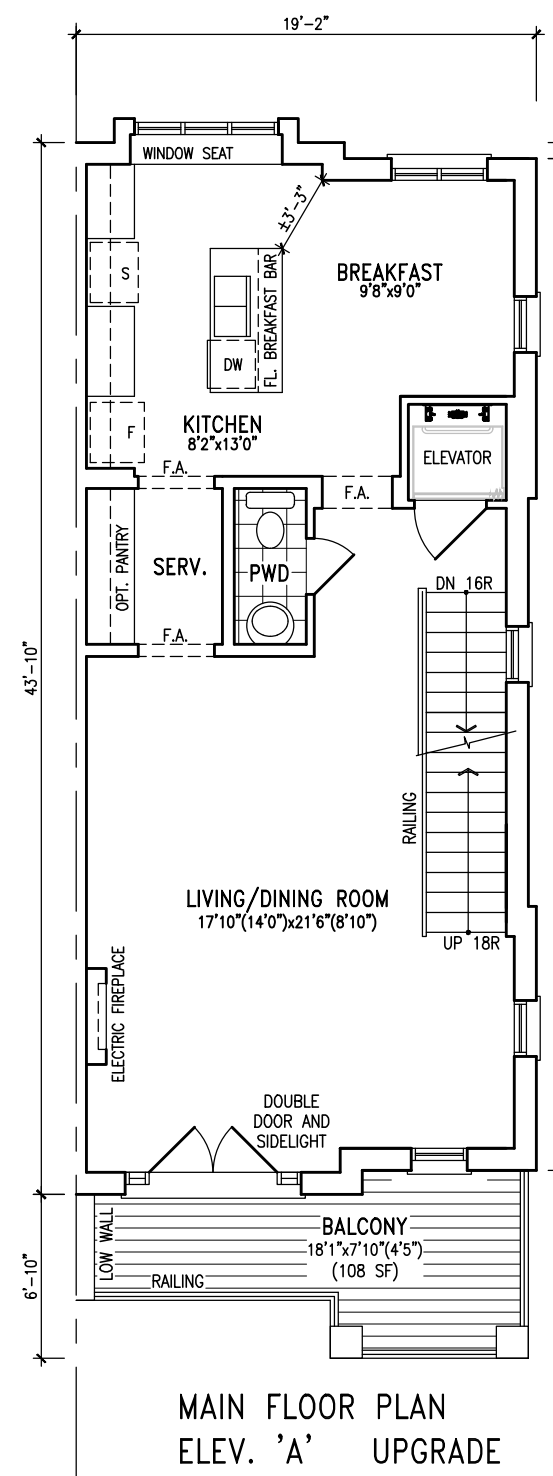 19'-2"
WINDOW SEAT
±3'-3"
S
BREAKFAST
9'8"x9'0"
FL. BREAKFAST BAR
DW
F
KITCHEN
8'2"x13'0"
ELEVATOR
F.A.
F.A.
OPT. PANTRY
SERV.
PWD
DN 16R
F.A.
43'-10"
RAILING
LIVING/DINING ROOM
17'10"(14'0")x21'6"(8'10")
UP 18R
ELECTRIC FIREPLACE
DOUBLE
DOOR AND
SIDELIGHT
LOW WALL
BALCONY
18'1"x7'10"(4'5")
(108 SF)
RAILING
6'-10"
MAIN FLOOR PLAN
ELEV. 'A' UPGRADE